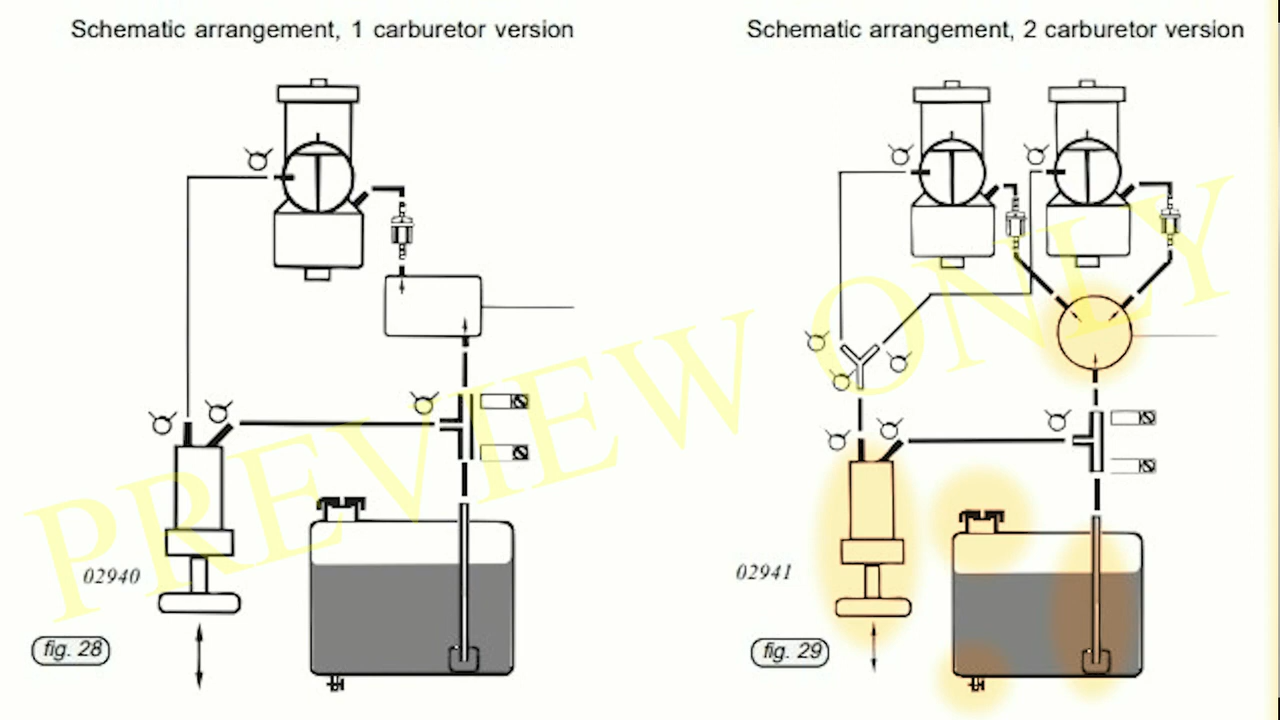 Schematic arrangement, 1 carburetor version
Schematic arrangement, 2 carburetor version
PREVIEW ONLY
02940
02941
fig. 28
fig. 29